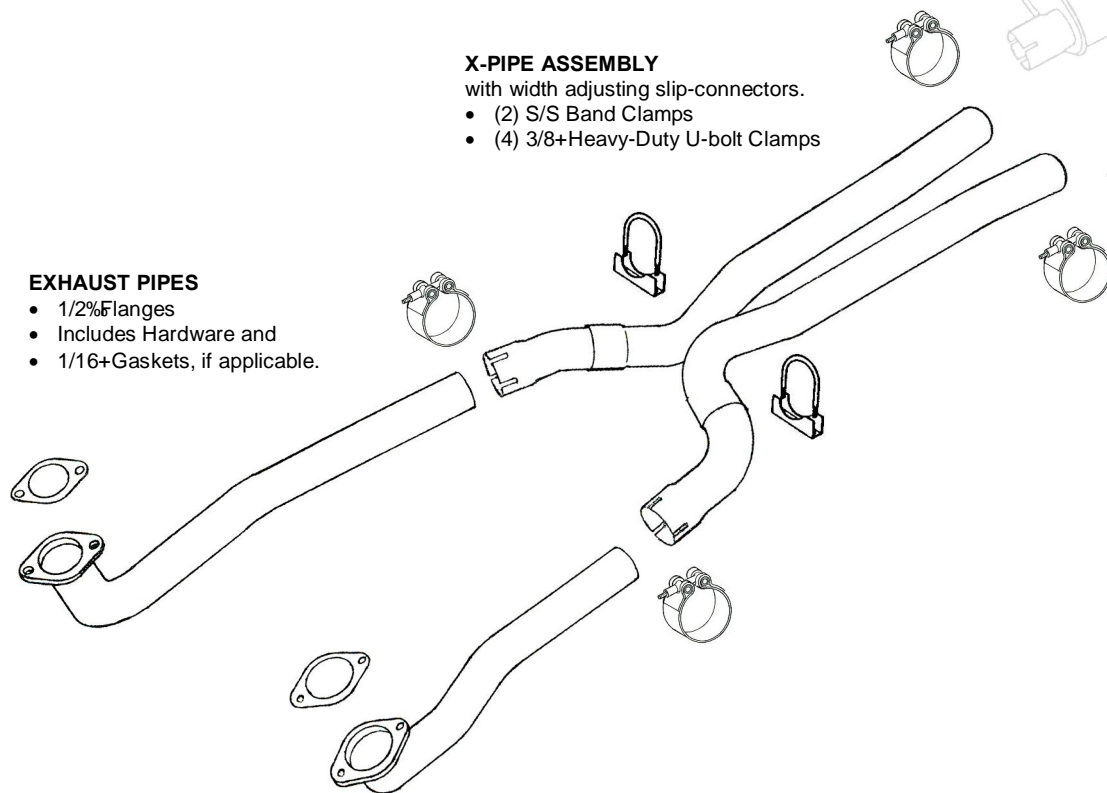 X-PIPE ASSEMBLY
with width adjusting slip-connectors.
• (2) S/S Band Clamps
• (4) 3/8+Heavy-Duty U-bolt Clamps
EXHAUST PIPES
• 1/2%Flanges
• Includes Hardware and
• 1/16+Gaskets, if applicable.